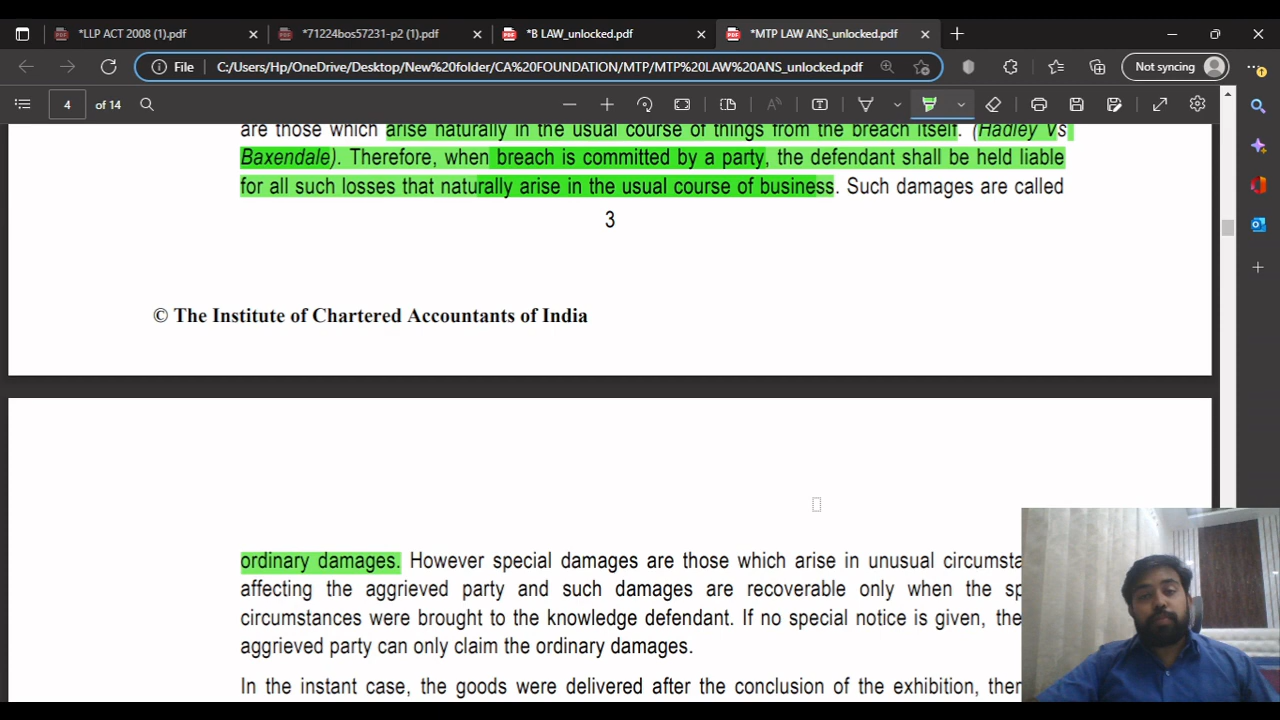 *LLP ACT 2008 (1).pdf
*71224bos57231-p2 (1).pdf
*B LAW_unlocked.pdf
*MTP LAW ANS_unlocked.pdf
File
C:/Users/Hp/OneDrive/Desktop/New%20folder/CA%20FOUNDATION/MTP/MTP%20LAW%20ANS_unlocked.pdf
Not syncing
4 of 14
are those which arise naturally in the usual course of things from the breach itself. (Hadley Vs
Baxendale). Therefore, when breach is committed by a party, the defendant shall be held liable
for all such losses that naturally arise in the usual course of business. Such damages are called
3
© The Institute of Chartered Accountants of India
ordinary damages. However special damages are those which arise in unusual circumsta
affecting the aggrieved party and such damages are recoverable only when the sp
circumstances were brought to the knowledge defendant. If no special notice is given, the
aggrieved party can only claim the ordinary damages.
In the instant case, the goods were delivered after the conclusion of the exhibition, ther